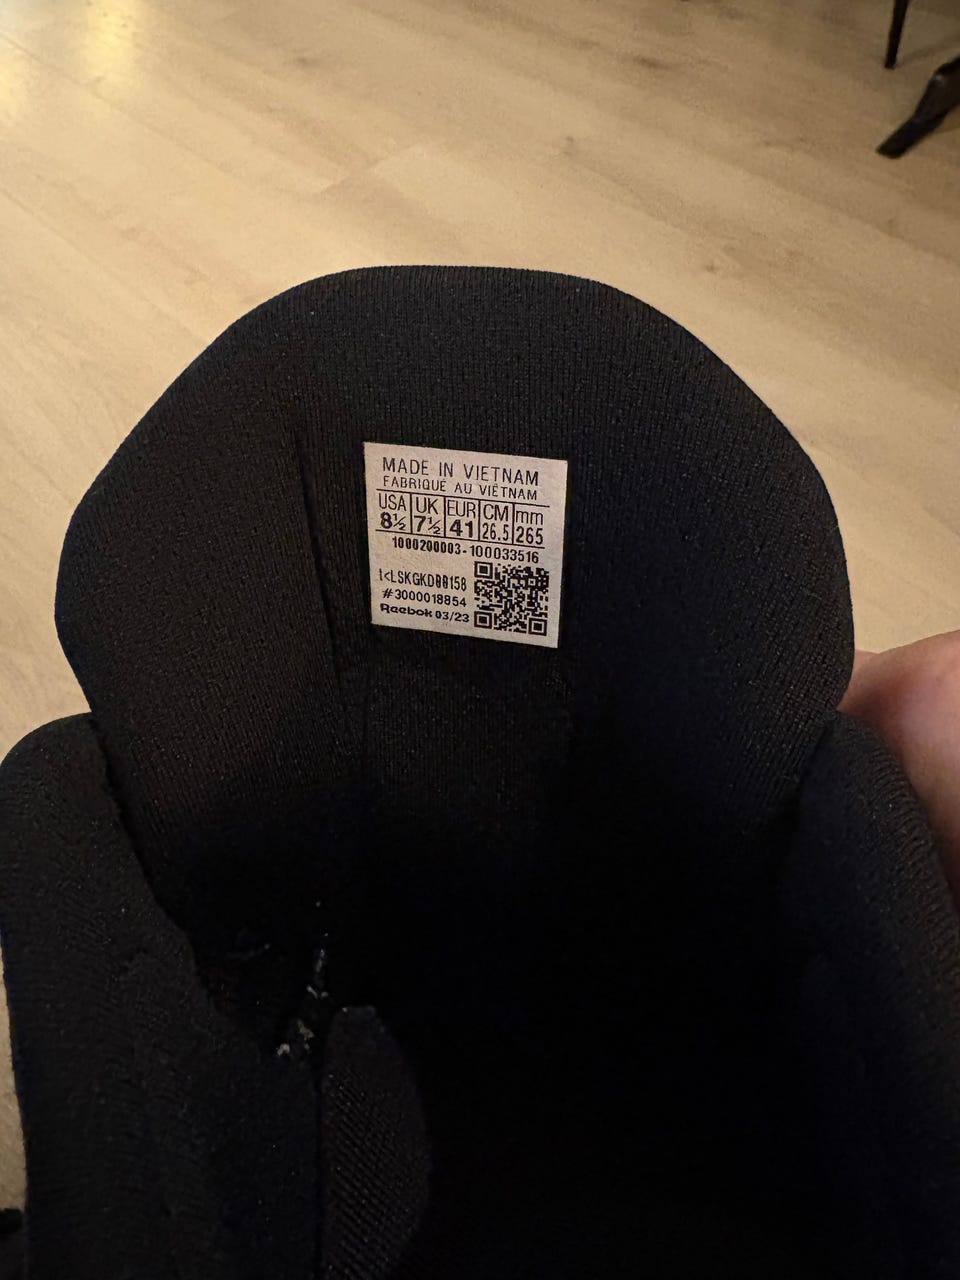 MADE IN VIETNAM
FABRIQUÉ AU VIÊTNAM
USA UK EUR CM mm
8½ 7½ 41 26.5 265
1000200003-100033516
#3000018854
Reebok 03/23